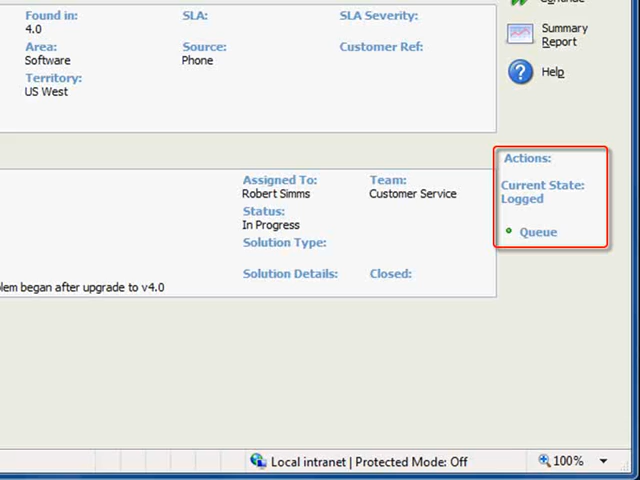 Found in:
4.0
SLA:
SLA Severity:
Area:
Software
Source:
Phone
Customer Ref:
Territory:
US West
Continue
Summary
Report
Help
Assigned To:
Robert Simms
Team:
Customer Service
Status:
In Progress
Solution Type:
Solution Details:
Closed:
lem began after upgrade to v4.0
Actions:
Current State:
Logged
Queue
Local intranet | Protected Mode: Off
100%